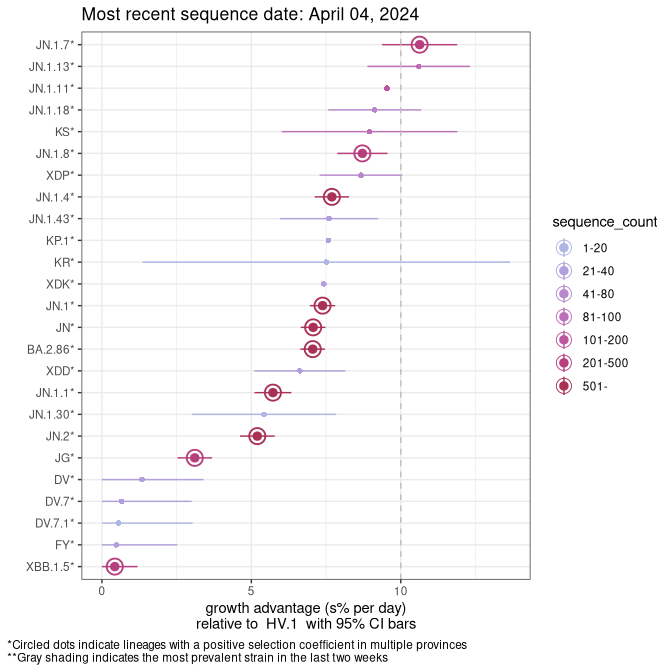 Most recent sequence date: April 04, 2024
JN.1.7*
JN.1.13*
JN.1.11*
JN.1.18*
KS*
JN.1.8*
XDP*
JN.1.4*
JN.1.43*
KP.1*
KR*
XDK*
JN.1*
JN*
BA.2.86*
XDD*
JN.1.1*
JN.1.30*
JN.2*
JG*
DV*
DV.7*
DV.7.1*
FY*
XBB.1.5*
0 5 10
growth advantage (s% per day)
relative to HV.1 with 95% CI bars
sequence_count
1-20
21-40
41-80
81-100
101-200
201-500
501-
*Circled dots indicate lineages with a positive selection coefficient in multiple provinces
**Gray shading indicates the most prevalent strain in the last two weeks